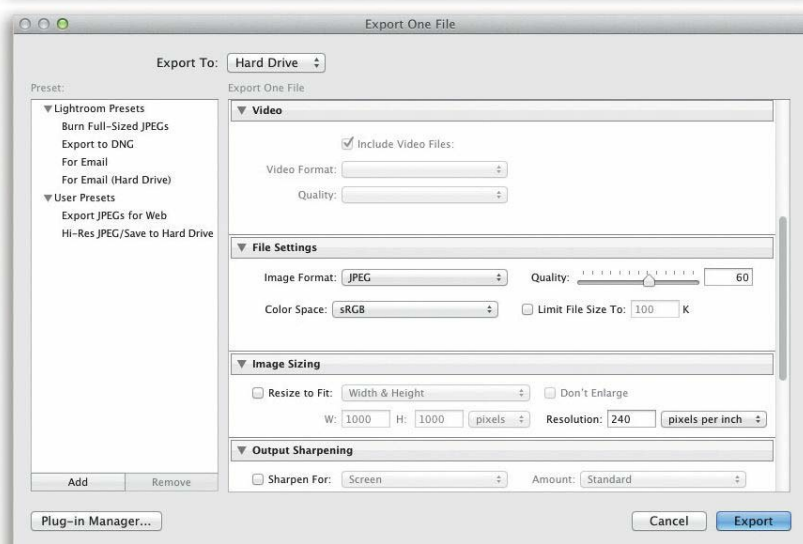 Export One File
Export To: Hard Drive
Preset:
Export One File
Lightroom Presets
Burn Full-Sized JPEGs
Export to DNG
For Email
For Email (Hard Drive)
User Presets
Export JPEGs for Web
Hi-Res JPEG/Save to Hard Drive
Add Remove
Video
Include Video Files:
Video Format:
Quality:
File Settings
Image Format: JPEG Quality: 60
Color Space: sRGB Limit File Size To: 100 K
Image Sizing
Resize to Fit: Width & Height Don't Enlarge
W: 1000 H: 1000 pixels Resolution: 240 pixels per inch
Output Sharpening
Sharpen For: Screen Amount: Standard
Plug-in Manager... Cancel Export